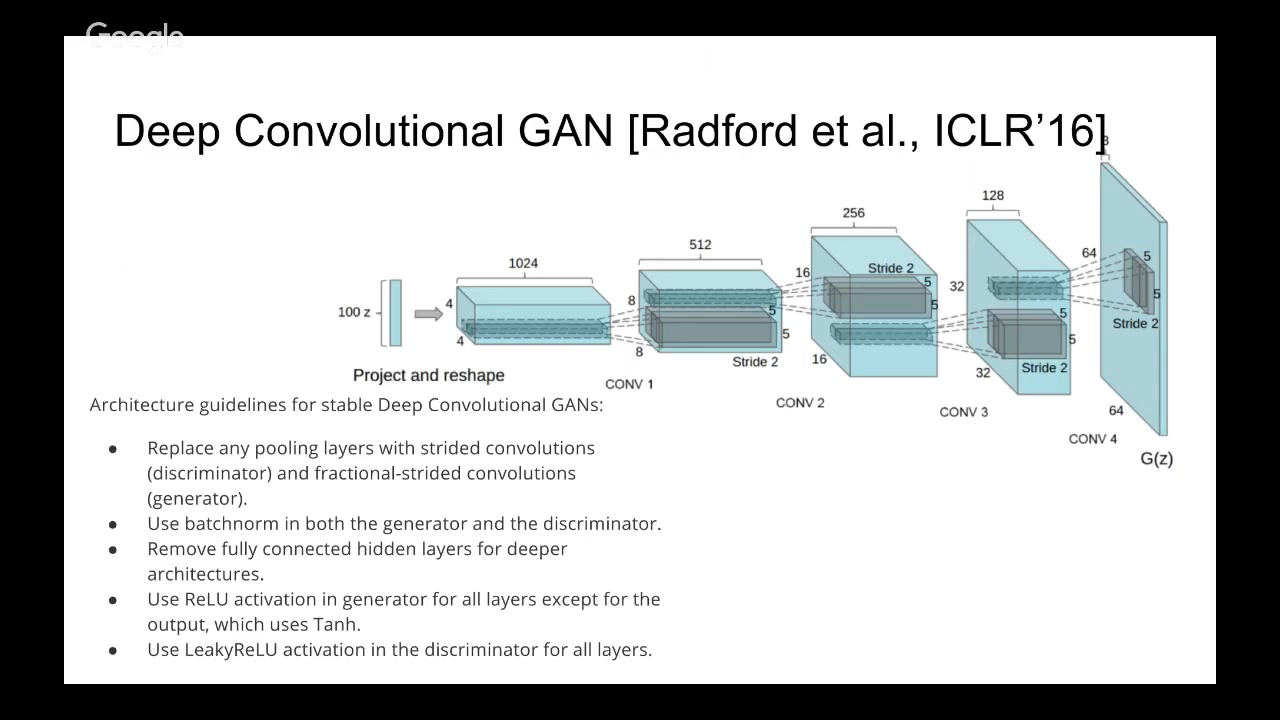 Google
Deep Convolutional GAN [Radford et al., ICLR’16]
3
128
256
64
512
5
1024
16
Stride 2
5
32
5
8
5
4
100 z
5
5
Stride 2
4
5
5
8
Stride 2
16
Stride 2
32
Project and reshape
CONV 1
CONV 2
CONV 3
64
CONV 4
G(z)
Architecture guidelines for stable Deep Convolutional GANs:
● Replace any pooling layers with strided convolutions
(discriminator) and fractional-strided convolutions
(generator).
● Use batchnorm in both the generator and the discriminator.
● Remove fully connected hidden layers for deeper
architectures.
● Use ReLU activation in generator for all layers except for the
output, which uses Tanh.
● Use LeakyReLU activation in the discriminator for all layers.